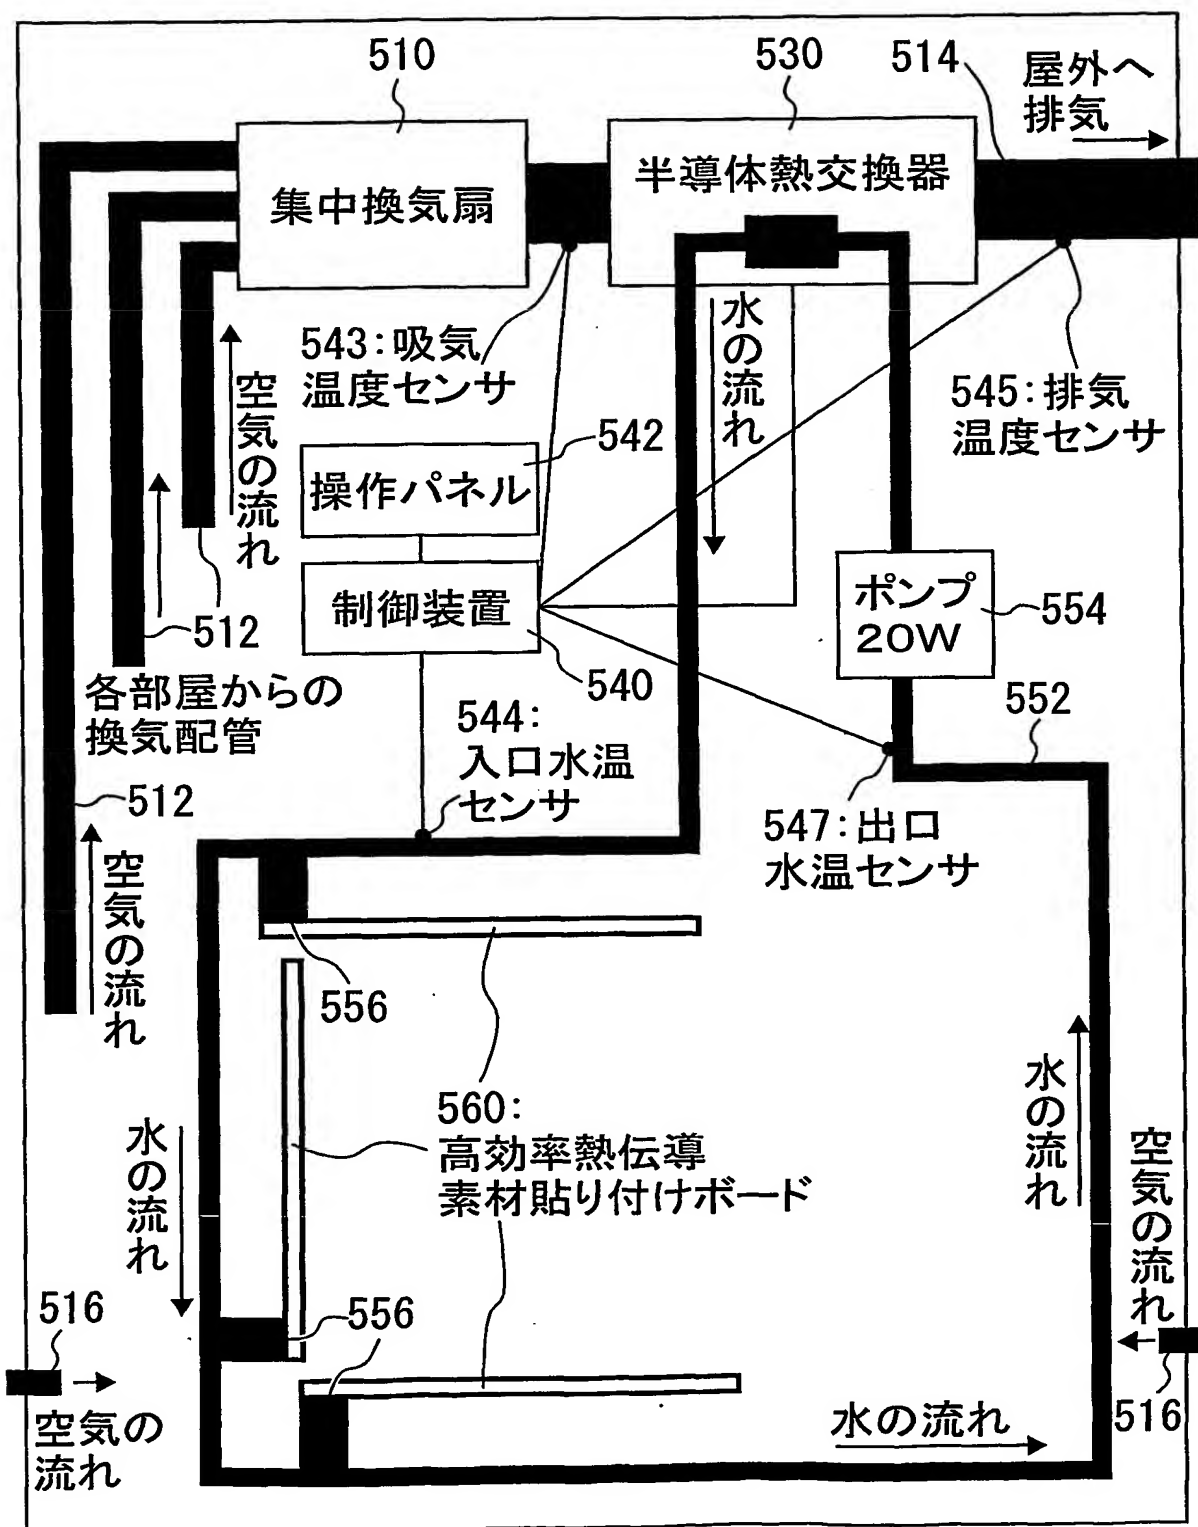 510
530
514
屋外へ
排気
集中換気扇
半導体熱交換器
543:吸気
温度センサ
空気の流れ
水の流れ
545:排気
温度センサ
542
操作パネル
制御装置
540
ポンプ
20W
554
512
各部屋からの
換気配管
552
544:
入口水温
センサ
512
547:出口
水温センサ
空気の流れ
556
560:
高効率熱伝導
素材貼り付けボード
水の流れ
水の流れ
空気の流れ
516
556
516
空気の
流れ
水の流れ